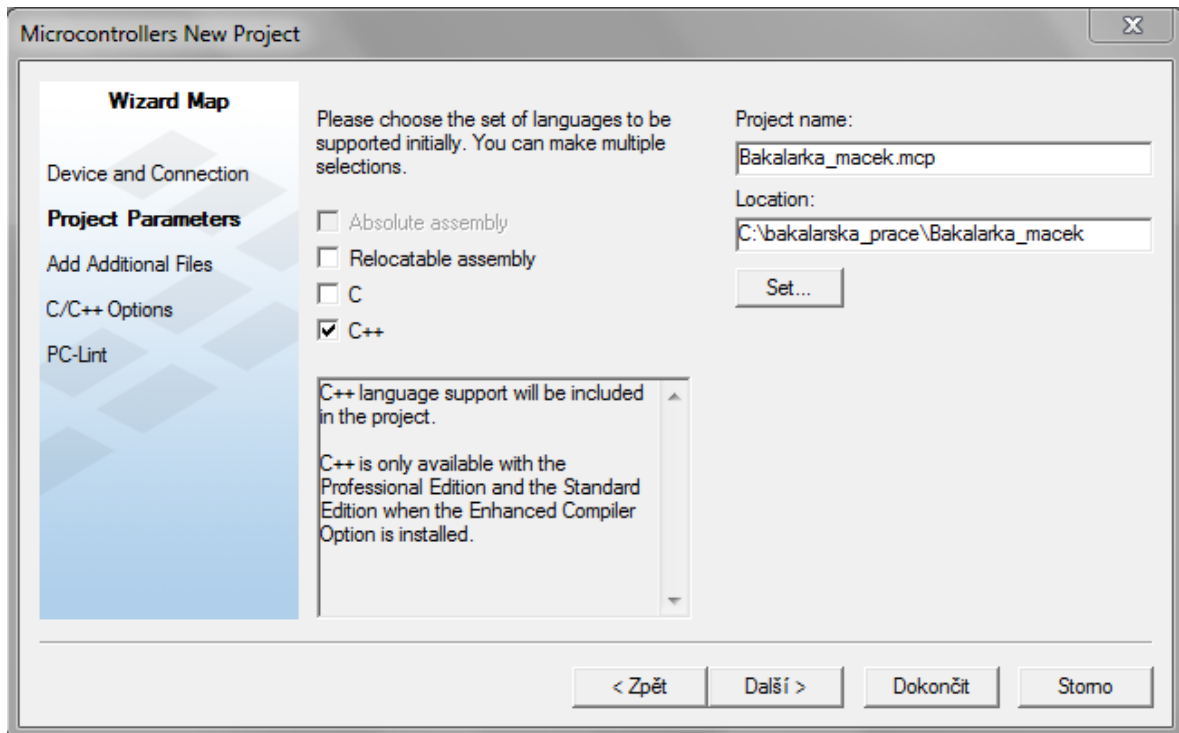 Microcontrollers New Project
Wizard Map
Device and Connection
Project Parameters
Add Additional Files
C/C++ Options
PC-Lint
Please choose the set of languages to be
supported initially. You can make multiple
selections.
Absolute assembly
Relocatable assembly
C
C++
C++ language support will be included
in the project.
C++ is only available with the
Professional Edition and the Standard
Edition when the Enhanced Compiler
Option is installed.
Project name:
Bakalarka_macek.mcp
Location:
C:\bakalarska_prace\Bakalarka_macek
Set...
< Zpět
Další >
Dokončit
Storno